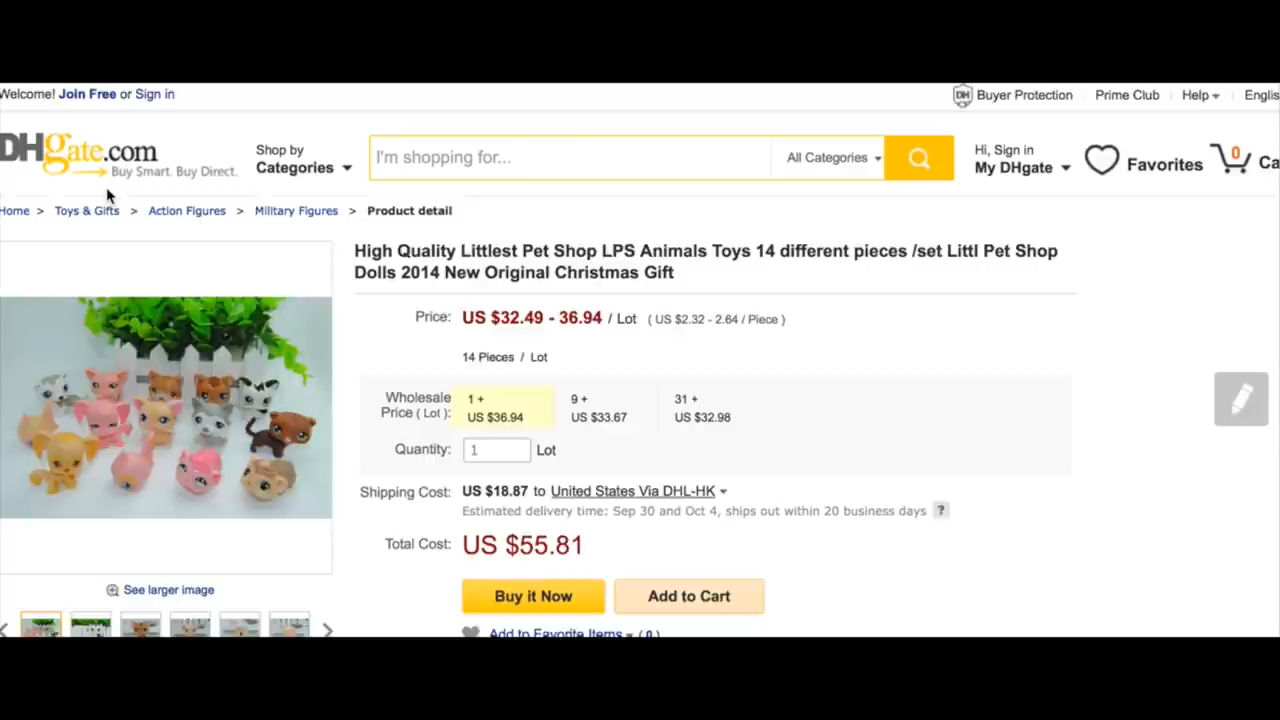 Welcome! Join Free or Sign in
Buyer Protection Prime Club Help Englis
DHgate.com
Buy Smart. Buy Direct.
Shop by
Categories
I'm shopping for...
All Categories
Hi, Sign in
My DHgate
Favorites
0
Ca
Home > Toys & Gifts > Action Figures > Military Figures > Product detail
High Quality Littlest Pet Shop LPS Animals Toys 14 different pieces /set Littl Pet Shop
Dolls 2014 New Original Christmas Gift
Price: US $32.49 - 36.94 / Lot ( US $2.32 - 2.64 / Piece )
14 Pieces / Lot
Wholesale
Price ( Lot ):
1 +
US $36.94
9 +
US $33.67
31 +
US $32.98
Quantity: 1 Lot
Shipping Cost: US $18.87 to United States Via DHL-HK
Estimated delivery time: Sep 30 and Oct 4, ships out within 20 business days ?
Total Cost: US $55.81
Buy it Now
Add to Cart
See larger image
Add to Favorite Items ( 0 )